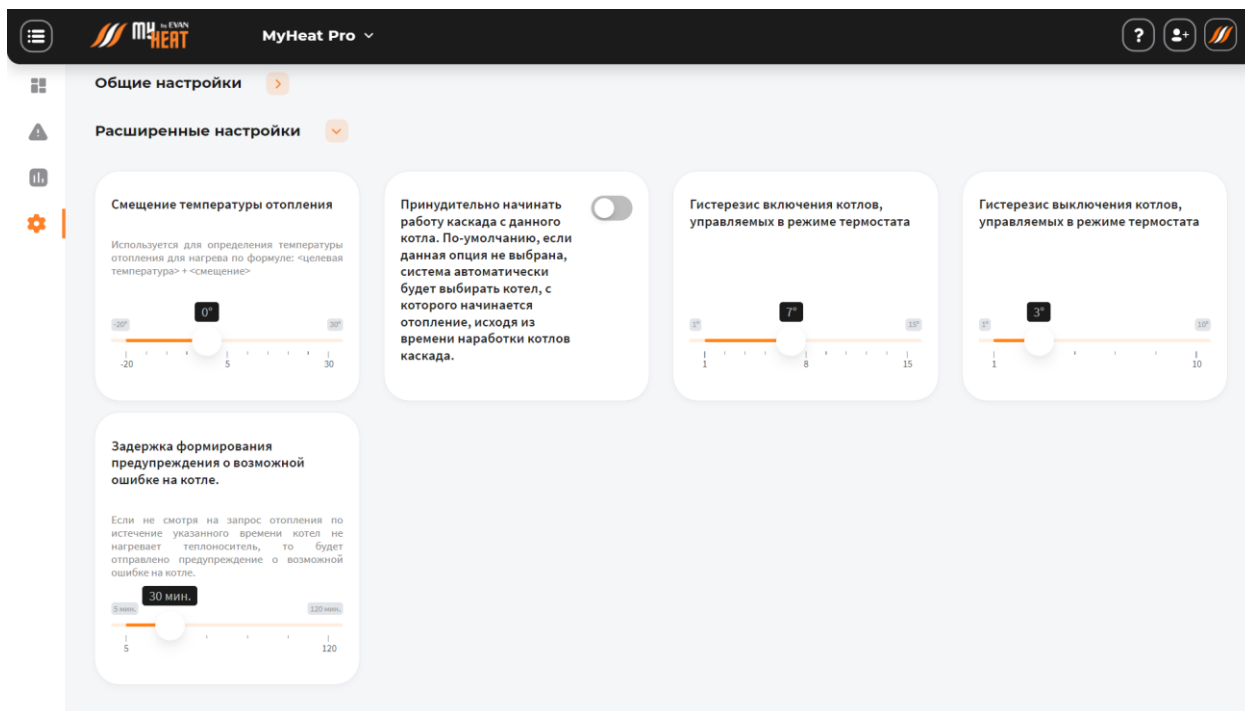 my by EVAN
HEAT
MyHeat Pro
?
Общие настройки
Расширенные настройки
Смещение температуры отопления
Используется для определения температуры
отопления для нагрева по формуле: <целевая
температура> + <смещение>
0°
-20°
30°
-20
5
30
Принудительно начинать
работу каскада с данного
котла. По-умолчанию, если
данная опция не выбрана,
система автоматически
будет выбирать котел, с
которого начинается
отопление, исходя из
времени наработки котлов
каскада.
Гистерезис включения котлов,
управляемых в режиме термостата
7°
1°
15°
1
8
15
Гистерезис выключения котлов,
управляемых в режиме термостата
3°
1°
10°
1
10
Задержка формирования
предупреждения о возможной
ошибке на котле.
Если не смотря на запрос отопления по
истечение указанного времени котел не
нагревает теплоноситель, то будет
отправлено предупреждение о возможной
ошибке на котле.
30 мин.
5 мин.
120 мин.
5
120